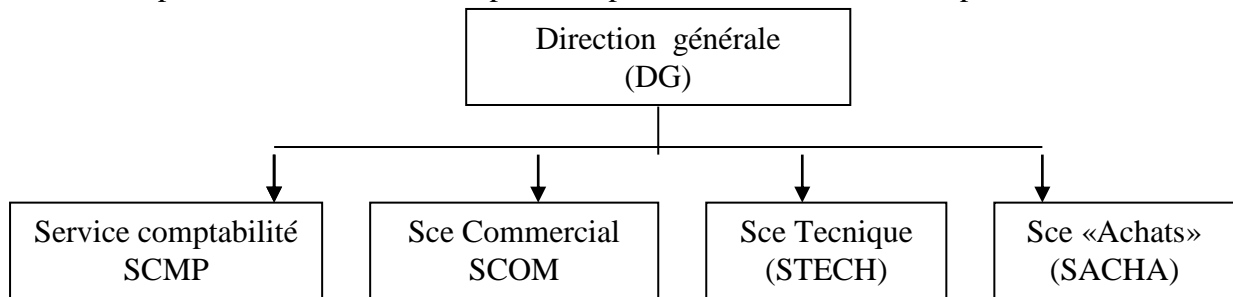 Direction générale
(DG)
Service comptabilité
SCMP
Sce Commercial
SCOM
Sce Tecnique
(STECH)
Sce «Achats»
(SACHA)